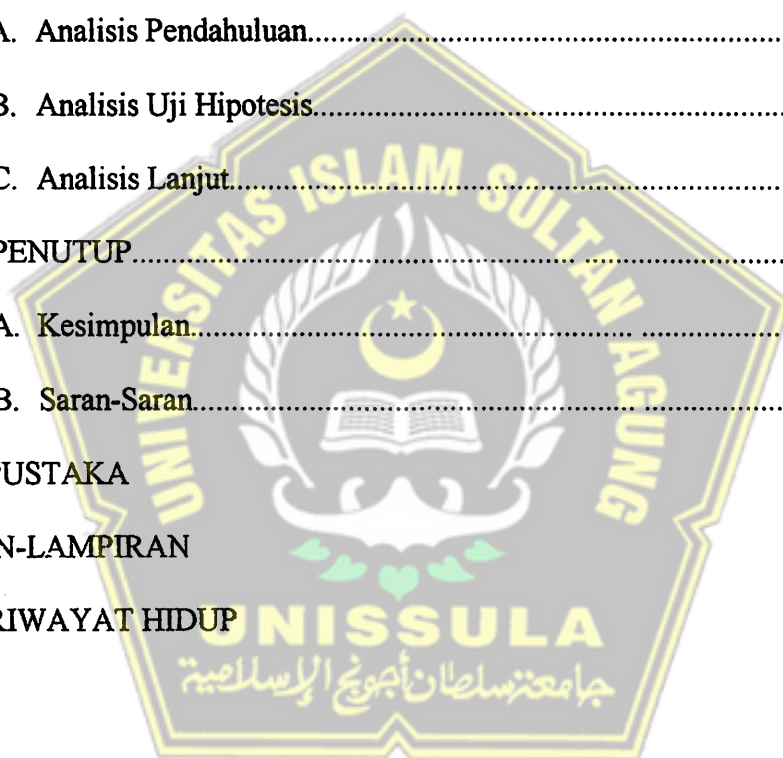 A. Analisis Pendahuluan
B. Analisis Uji Hipotesis
C. Analisis Lanjut
PENUTUP
A. Kesimpulan
B. Saran-Saran
PUSTAKA
N-LAMPIRAN
RIWAYAT HIDUP
UNIVERSITAS ISLAM SULTAN AGUNG
UNISSULA
جامعة سلطان أجونج الإسلامية